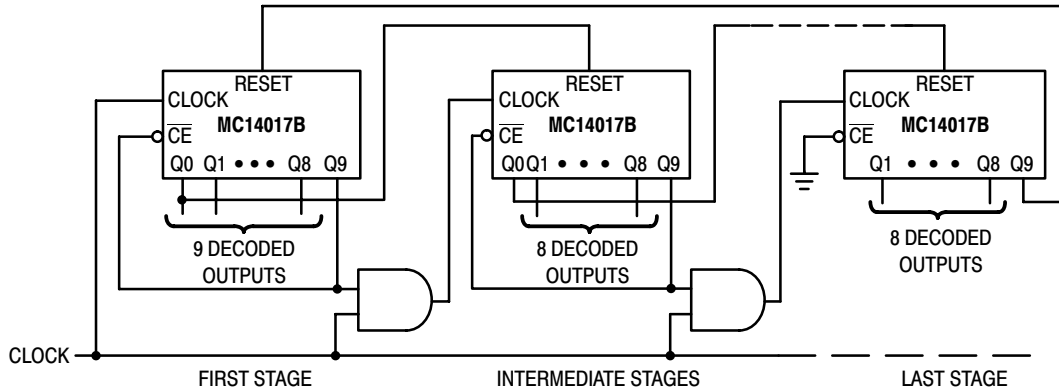 RESET RESET RESET
CLOCK CLOCK CLOCK
MC14017B MC14017B MC14017B
CE CE CE
Q0 Q1 • • • Q8 Q9 Q0 Q1 • • • Q8 Q9 Q1 • • • Q8 Q9
9 DECODED
OUTPUTS
8 DECODED
OUTPUTS
8 DECODED
OUTPUTS
CLOCK
FIRST STAGE INTERMEDIATE STAGES LAST STAGE